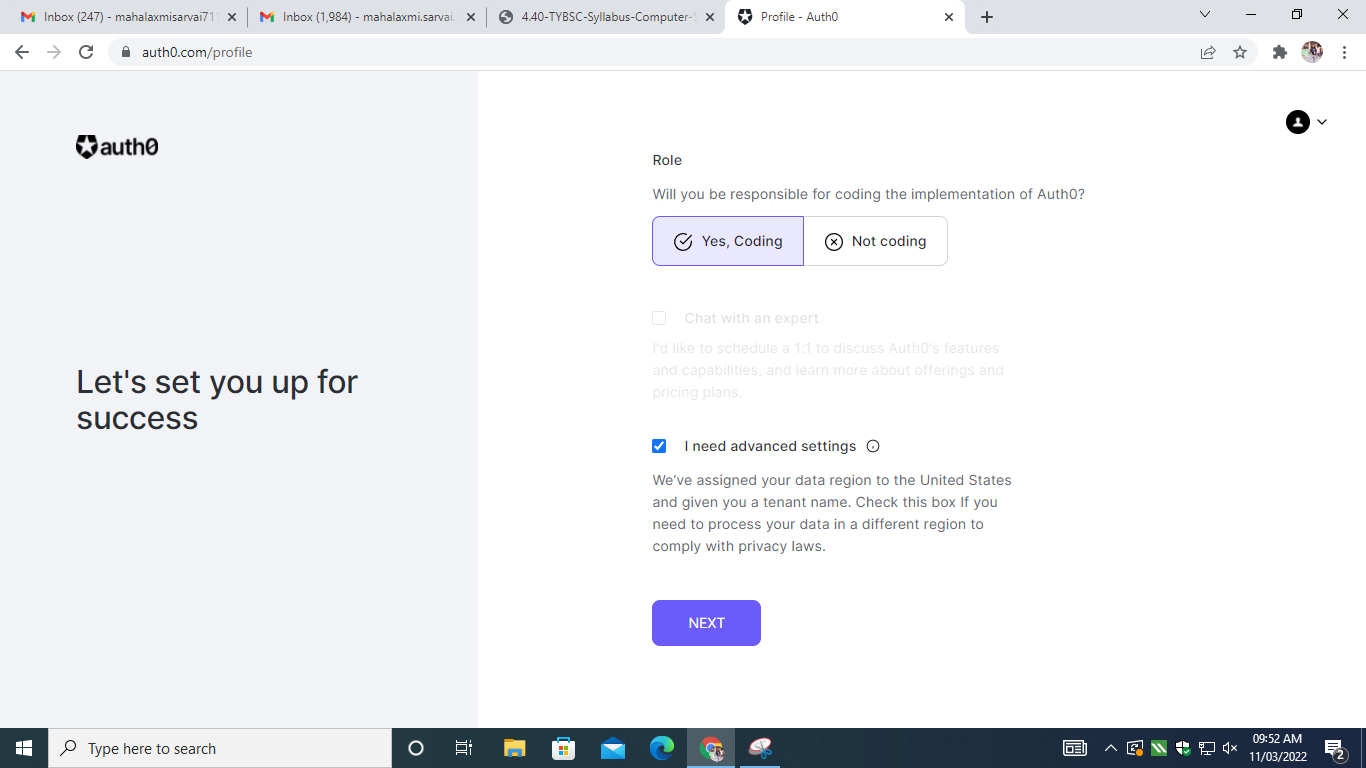 Inbox (247) - mahalaxmisarvai71
Inbox (1,984) - mahalaxmi.sarvai.
4.40-TYBSC-Syllabus-Computer-S
Profile - Auth0
auth0.com/profile
auth0
Let's set you up for
success
Role
Will you be responsible for coding the implementation of Auth0?
Yes, Coding
Not coding
Chat with an expert
I'd like to schedule a 1:1 to discuss Auth0's features
and capabilities, and learn more about offerings and
pricing plans.
I need advanced settings
We've assigned your data region to the United States
and given you a tenant name. Check this box If you
need to process your data in a different region to
comply with privacy laws.
NEXT
Type here to search
09:52 AM
11/03/2022
2